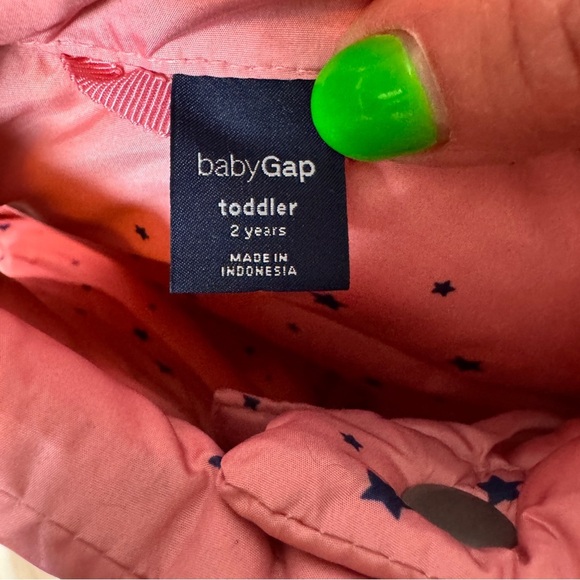 babyGap
toddler
2 years
MADE IN
INDONESIA